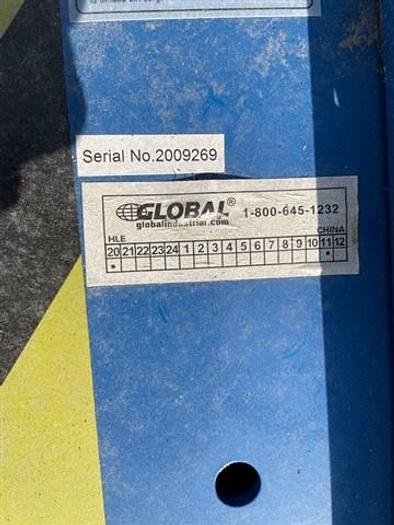 Serial No.2009269
GLOBAL® 1-800-645-1232
globalindustrial.com
HLE CHINA
20 21 22 23 24 1 2 3 4 5 6 7 8 9 10 11 12